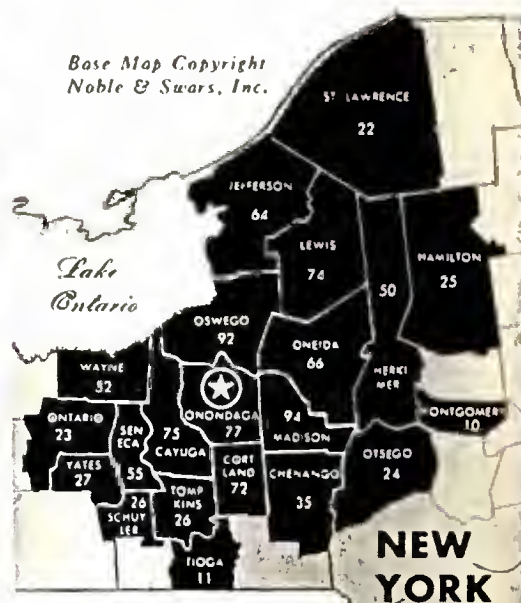 Base Map Copyright
Noble & Swars, Inc.
ST. LAWRENCE
22
JEFFERSON
64
LEWIS
74
HAMILTON
25
50
HERKI
MER
Lake
Ontario
OSWEGO
92
ONEIDA
66
WAYNE
52
ONONDAGA
77
94
MADISON
MONTGOMERY
10
ONTARIO
23
SEN
ECA
55
75
CAYUGA
CORT
LAND
72
CHENANGO
35
OTSEGO
24
YATES
27
26
SCHUY
LER
TOMP
KINS
26
TIOGA
11
NEW
YORK